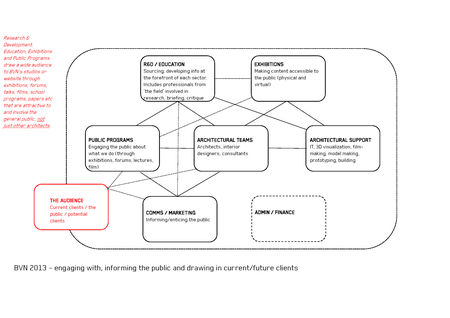 Research &
Development,
Education, Exhibitions
and Public Programs
draw a wide audience
to BVN's studios or
website through
exhibitions, forums,
talks, films, school
programs, papers etc
that are attractive to
and involve the
general public, not
just other architects
R&D / EDUCATION
Sourcing, developing info at
the forefront of each sector
Includes professionals from
'the field' involved in
research, briefing, critique
EXHIBITIONS
Making content accessible to
the public (physical and
virtual)
PUBLIC PROGRAMS
Engaging the public about
what we do (through
exhibitions, forums, lectures,
film)
ARCHITECTURAL TEAMS
Architects, interior
designers, consultants
ARCHITECTURAL SUPPORT
IT, 3D visualization, film-
making, model making,
prototyping, building
THE AUDIENCE
Current clients / the
public / potential
clients
COMMS / MARKETING
Informing/enticing the public
ADMIN / FINANCE
BVN 2013 – engaging with, informing the public and drawing in current/future clients